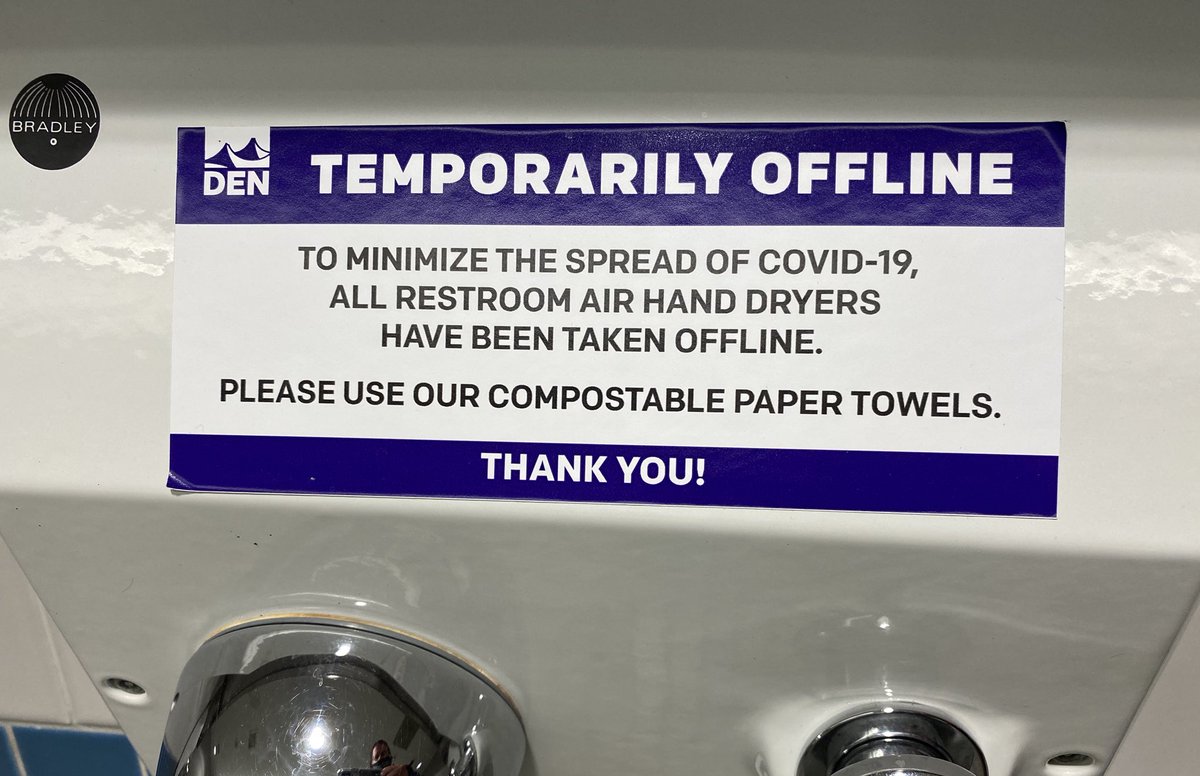 BRADLEY
DEN
TEMPORARILY OFFLINE
TO MINIMIZE THE SPREAD OF COVID-19,
ALL RESTROOM AIR HAND DRYERS
HAVE BEEN TAKEN OFFLINE.
PLEASE USE OUR COMPOSTABLE PAPER TOWELS.
THANK YOU!